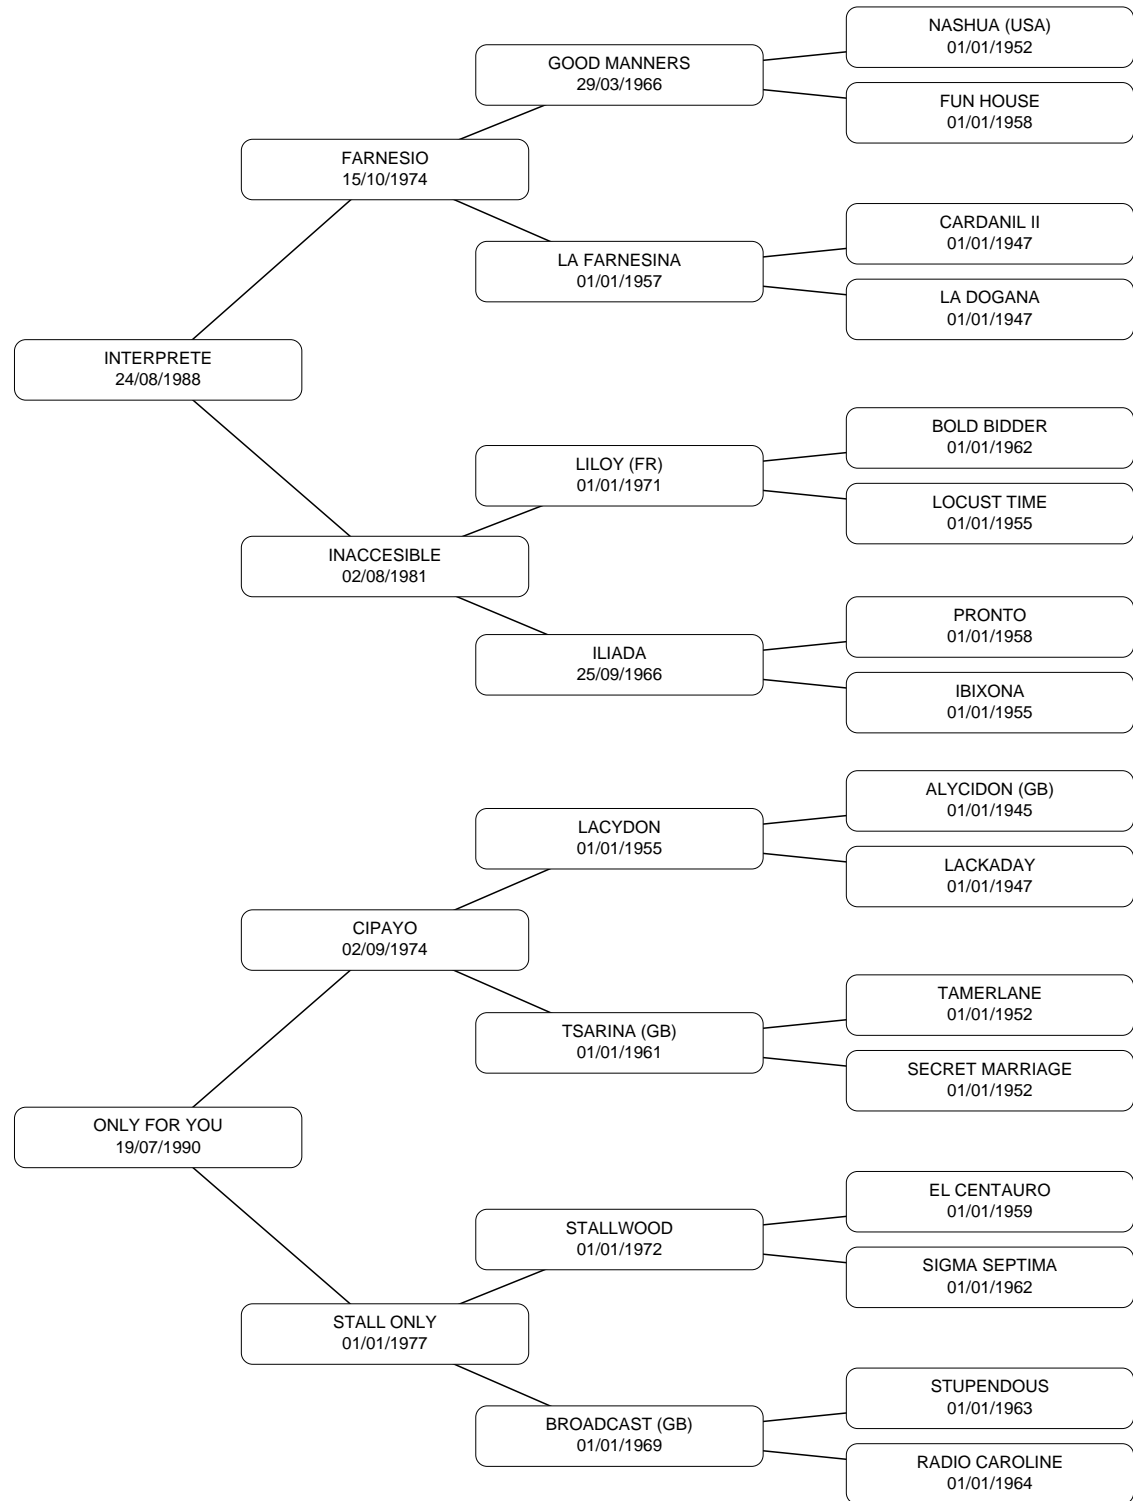 NASHUA (USA)
01/01/1952
GOOD MANNERS
29/03/1966
FUN HOUSE
01/01/1958
FARNESIO
15/10/1974
CARDANIL II
01/01/1947
LA FARNESINA
01/01/1957
LA DOGANA
01/01/1947
INTERPRETE
24/08/1988
BOLD BIDDER
01/01/1962
LILOY (FR)
01/01/1971
LOCUST TIME
01/01/1955
INACCESIBLE
02/08/1981
PRONTO
01/01/1958
ILIADA
25/09/1966
IBIXONA
01/01/1955
ALYCIDON (GB)
01/01/1945
LACYDON
01/01/1955
LACKADAY
01/01/1947
CIPAYO
02/09/1974
TAMERLANE
01/01/1952
TSARINA (GB)
01/01/1961
SECRET MARRIAGE
01/01/1952
ONLY FOR YOU
19/07/1990
EL CENTAURO
01/01/1959
STALLWOOD
01/01/1972
SIGMA SEPTIMA
01/01/1962
STALL ONLY
01/01/1977
STUPENDOUS
01/01/1963
BROADCAST (GB)
01/01/1969
RADIO CAROLINE
01/01/1964